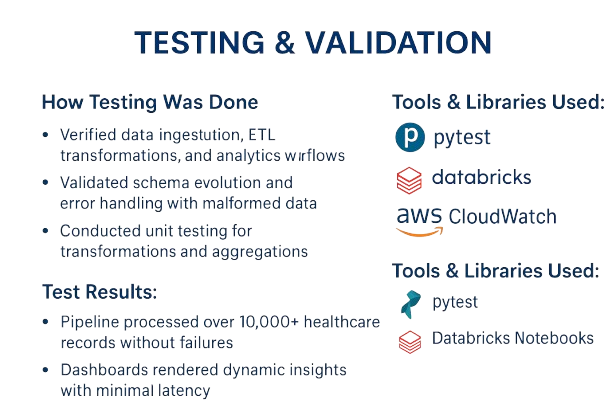 TESTING & VALIDATION
How Testing Was Done
• Verified data ingestution, ETL
transformations, and analytics wırflows
• Validated schema evolution and
error handling with malformed data
• Conducted unit testing for
transformations and aggregations
Test Results:
• Pipeline processed over 10,000+ healthcare
records without failures
• Dashboards rendered dynamic insights
with minimal latency
Tools & Libraries Used:
p pytest
databricks
aws CloudWatch
Tools & Libraries Used:
pytest
Databricks Notebooks